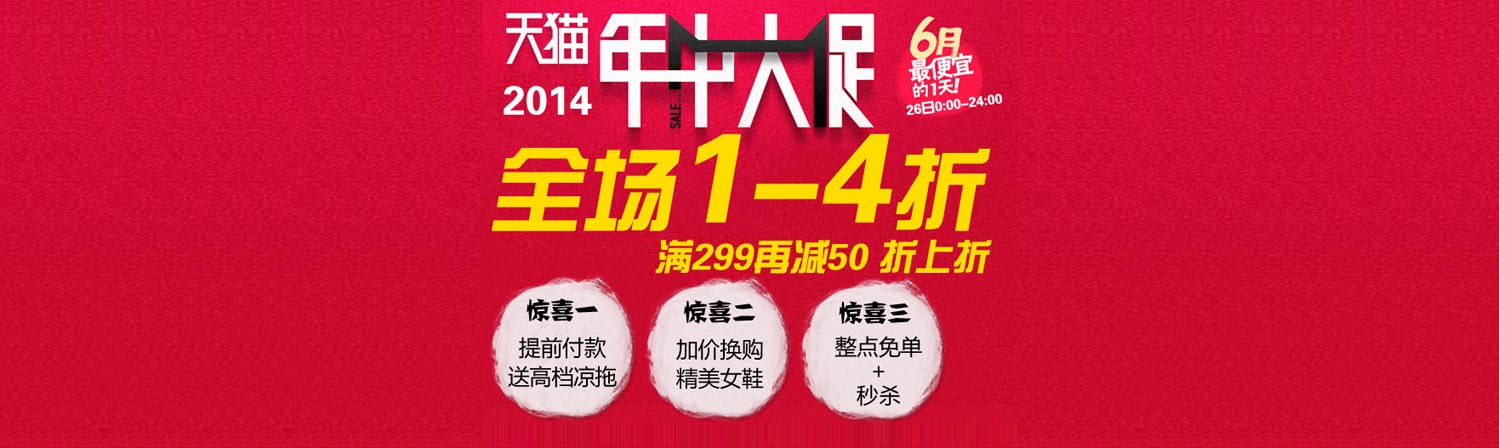 天猫
2014
年中大促
SALE...
6月
最便宜
的1天!
26日0:00-24:00
全场1-4折
满299再减50 折上折
惊喜一
提前付款
送高档凉拖
惊喜二
加价换购
精美女鞋
惊喜三
整点免单
+
秒杀